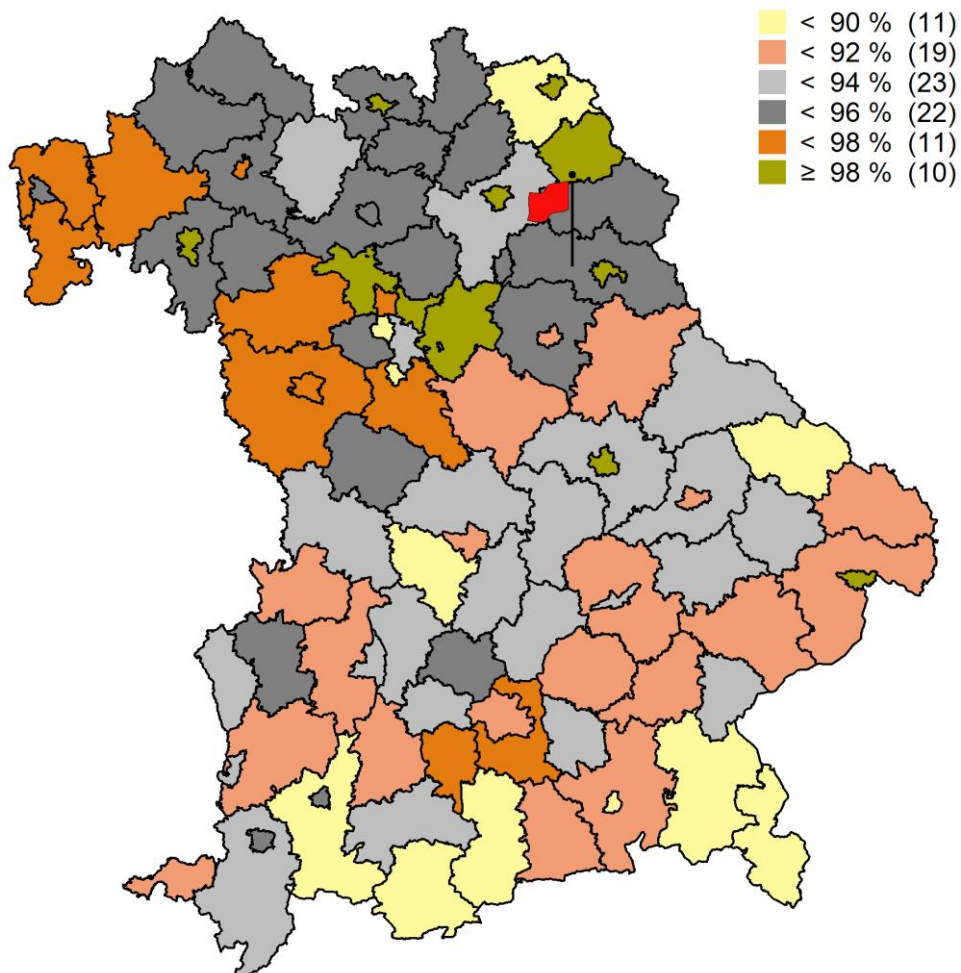 < 90 % (11)
< 92 % (19)
< 94 % (23)
< 96 % (22)
< 98 % (11)
≥ 98 % (10)